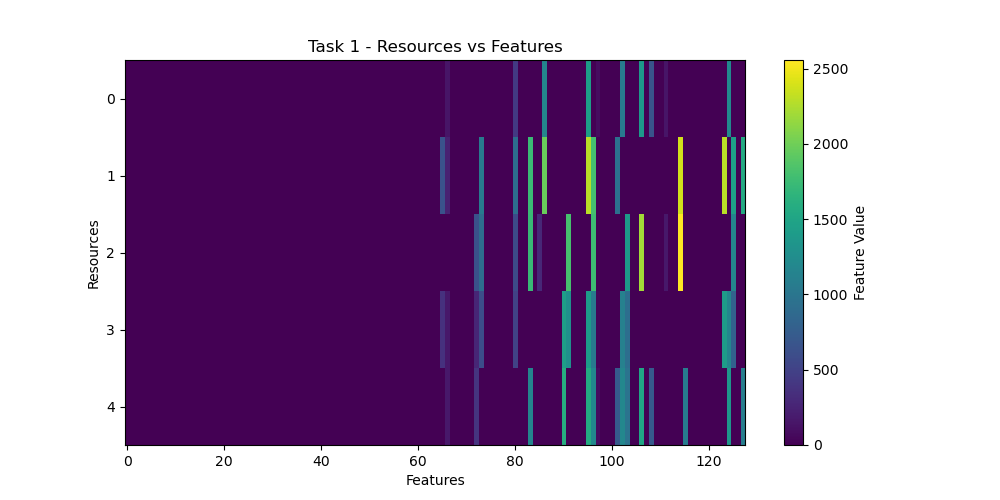 Task 1 - Resources vs Features
0
1
2
3
4
Resources
0 20 40 60 80 100 120
Features
2500
2000
1500
1000
500
0
Feature Value